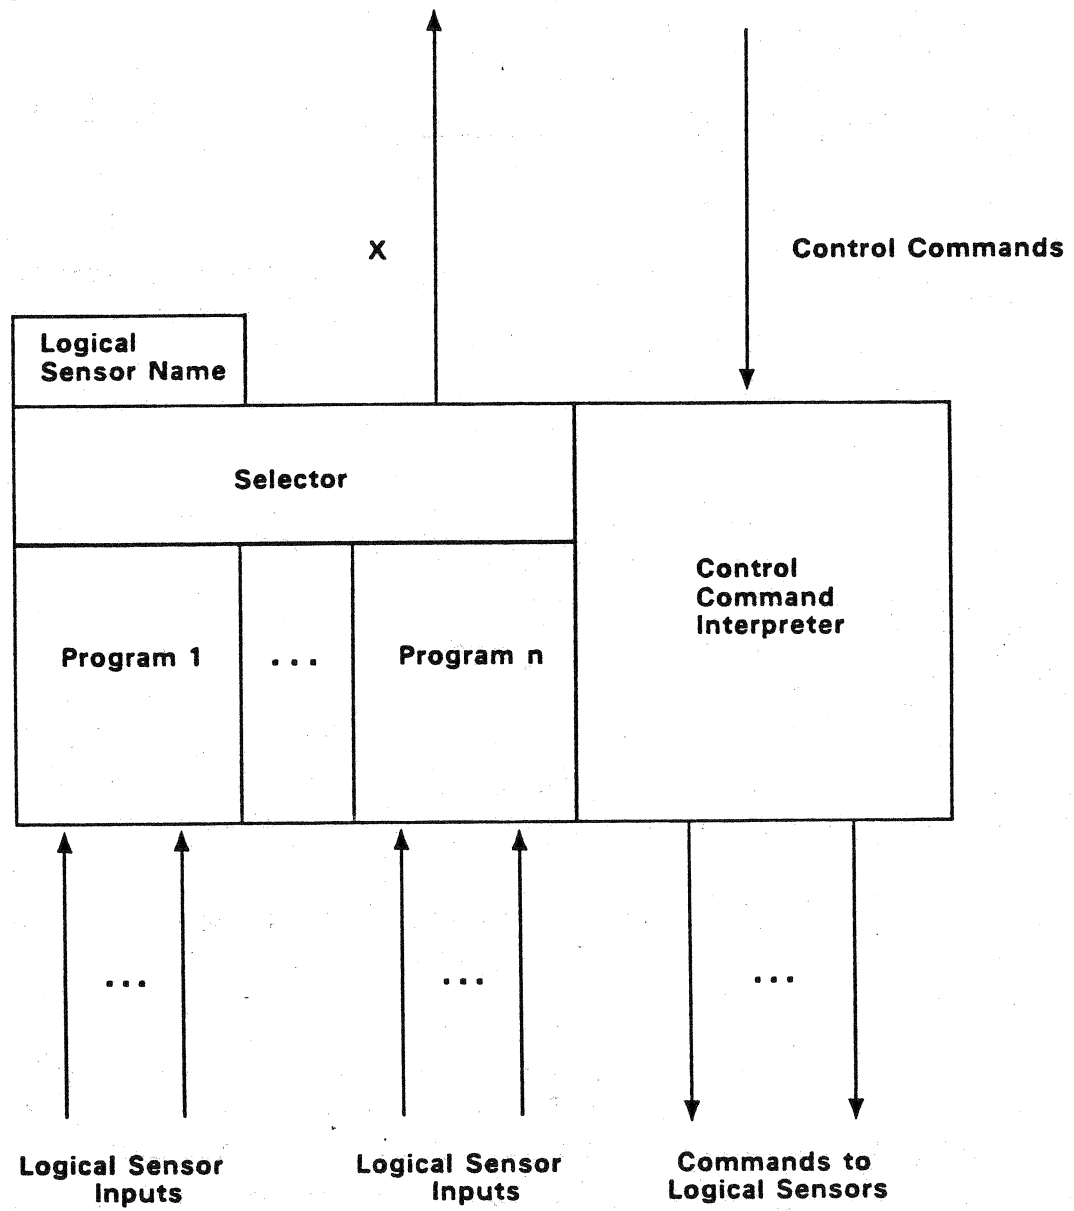 X
Control Commands
Logical
Sensor Name
Selector
Control
Command
Interpreter
Program 1
...
Program n
...
...
...
Logical Sensor
Inputs
Logical Sensor
Inputs
Commands to
Logical Sensors